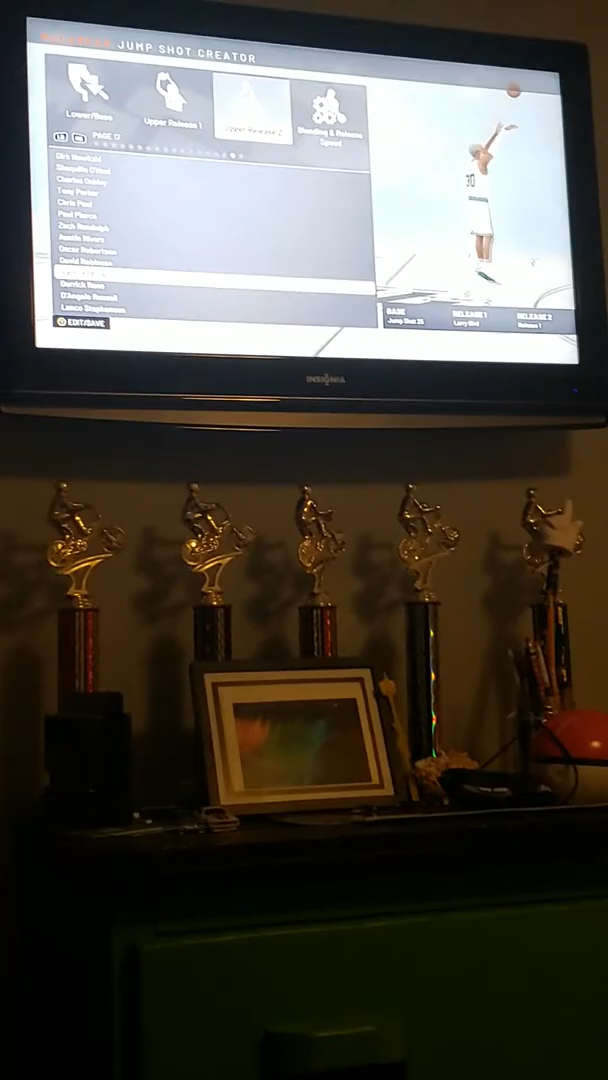 JUMP SHOT CREATOR
Lower/Base
Upper Release 1
Upper Release 2
Blending & Release
Speed
PAGE 17
Dirk Nowitzki
Shaquille O'Neal
Charles Oakley
Tony Parker
Chris Paul
Paul Pierce
Zach Randolph
Austin Rivers
Oscar Robertson
David Robinson
Derrick Rose
D'Angelo Russell
Lance Stephenson
EDIT/SAVE
30
BASE
Jump Shot 25
RELEASE 1
Larry Bird
RELEASE 2
Release 1
INSIGNIA